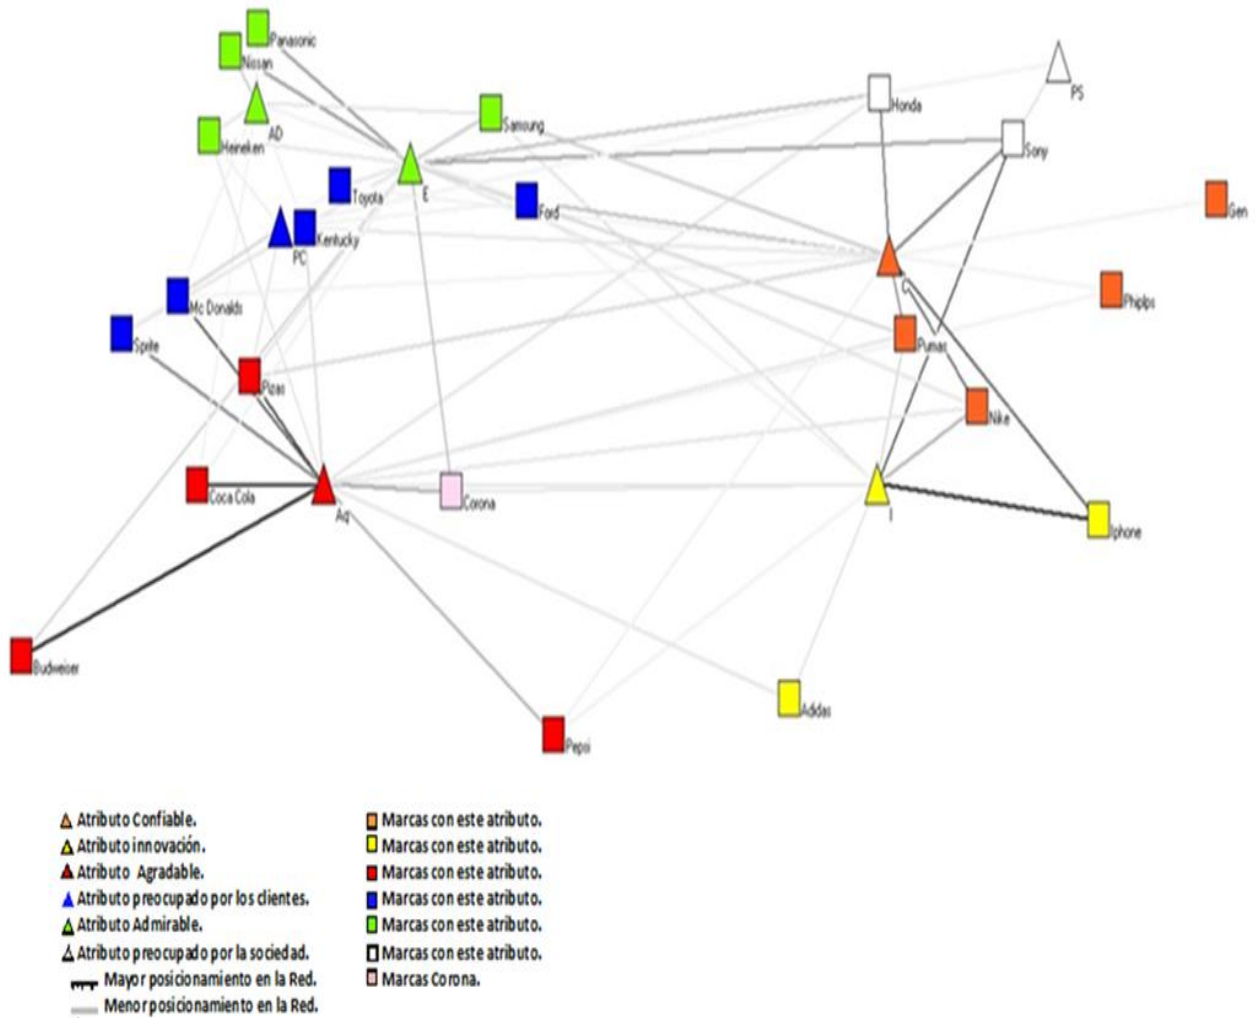 Panasonic
Nissan
PS
Honda
Samsung
AD
Heineken
Sony
E
Toyota
Gen
Ford
Kentucky
PC
C
Phiplps
Mc Donalds
Sprite
Pumas
Pizas
Nike
Coca Cola
Corona
Aq
I
Iphone
Budweiser
Adidas
Pepsi
Atributo Confiable. Marcas con este atributo.
Atributo innovación. Marcas con este atributo.
Atributo Agradable. Marcas con este atributo.
Atributo preocupado por los clientes. Marcas con este atributo.
Atributo Admirable. Marcas con este atributo.
Atributo preocupado por la sociedad. Marcas con este atributo.
Mayor posicionamiento en la Red. Marcas Corona.
Menor posicionamiento en la Red.